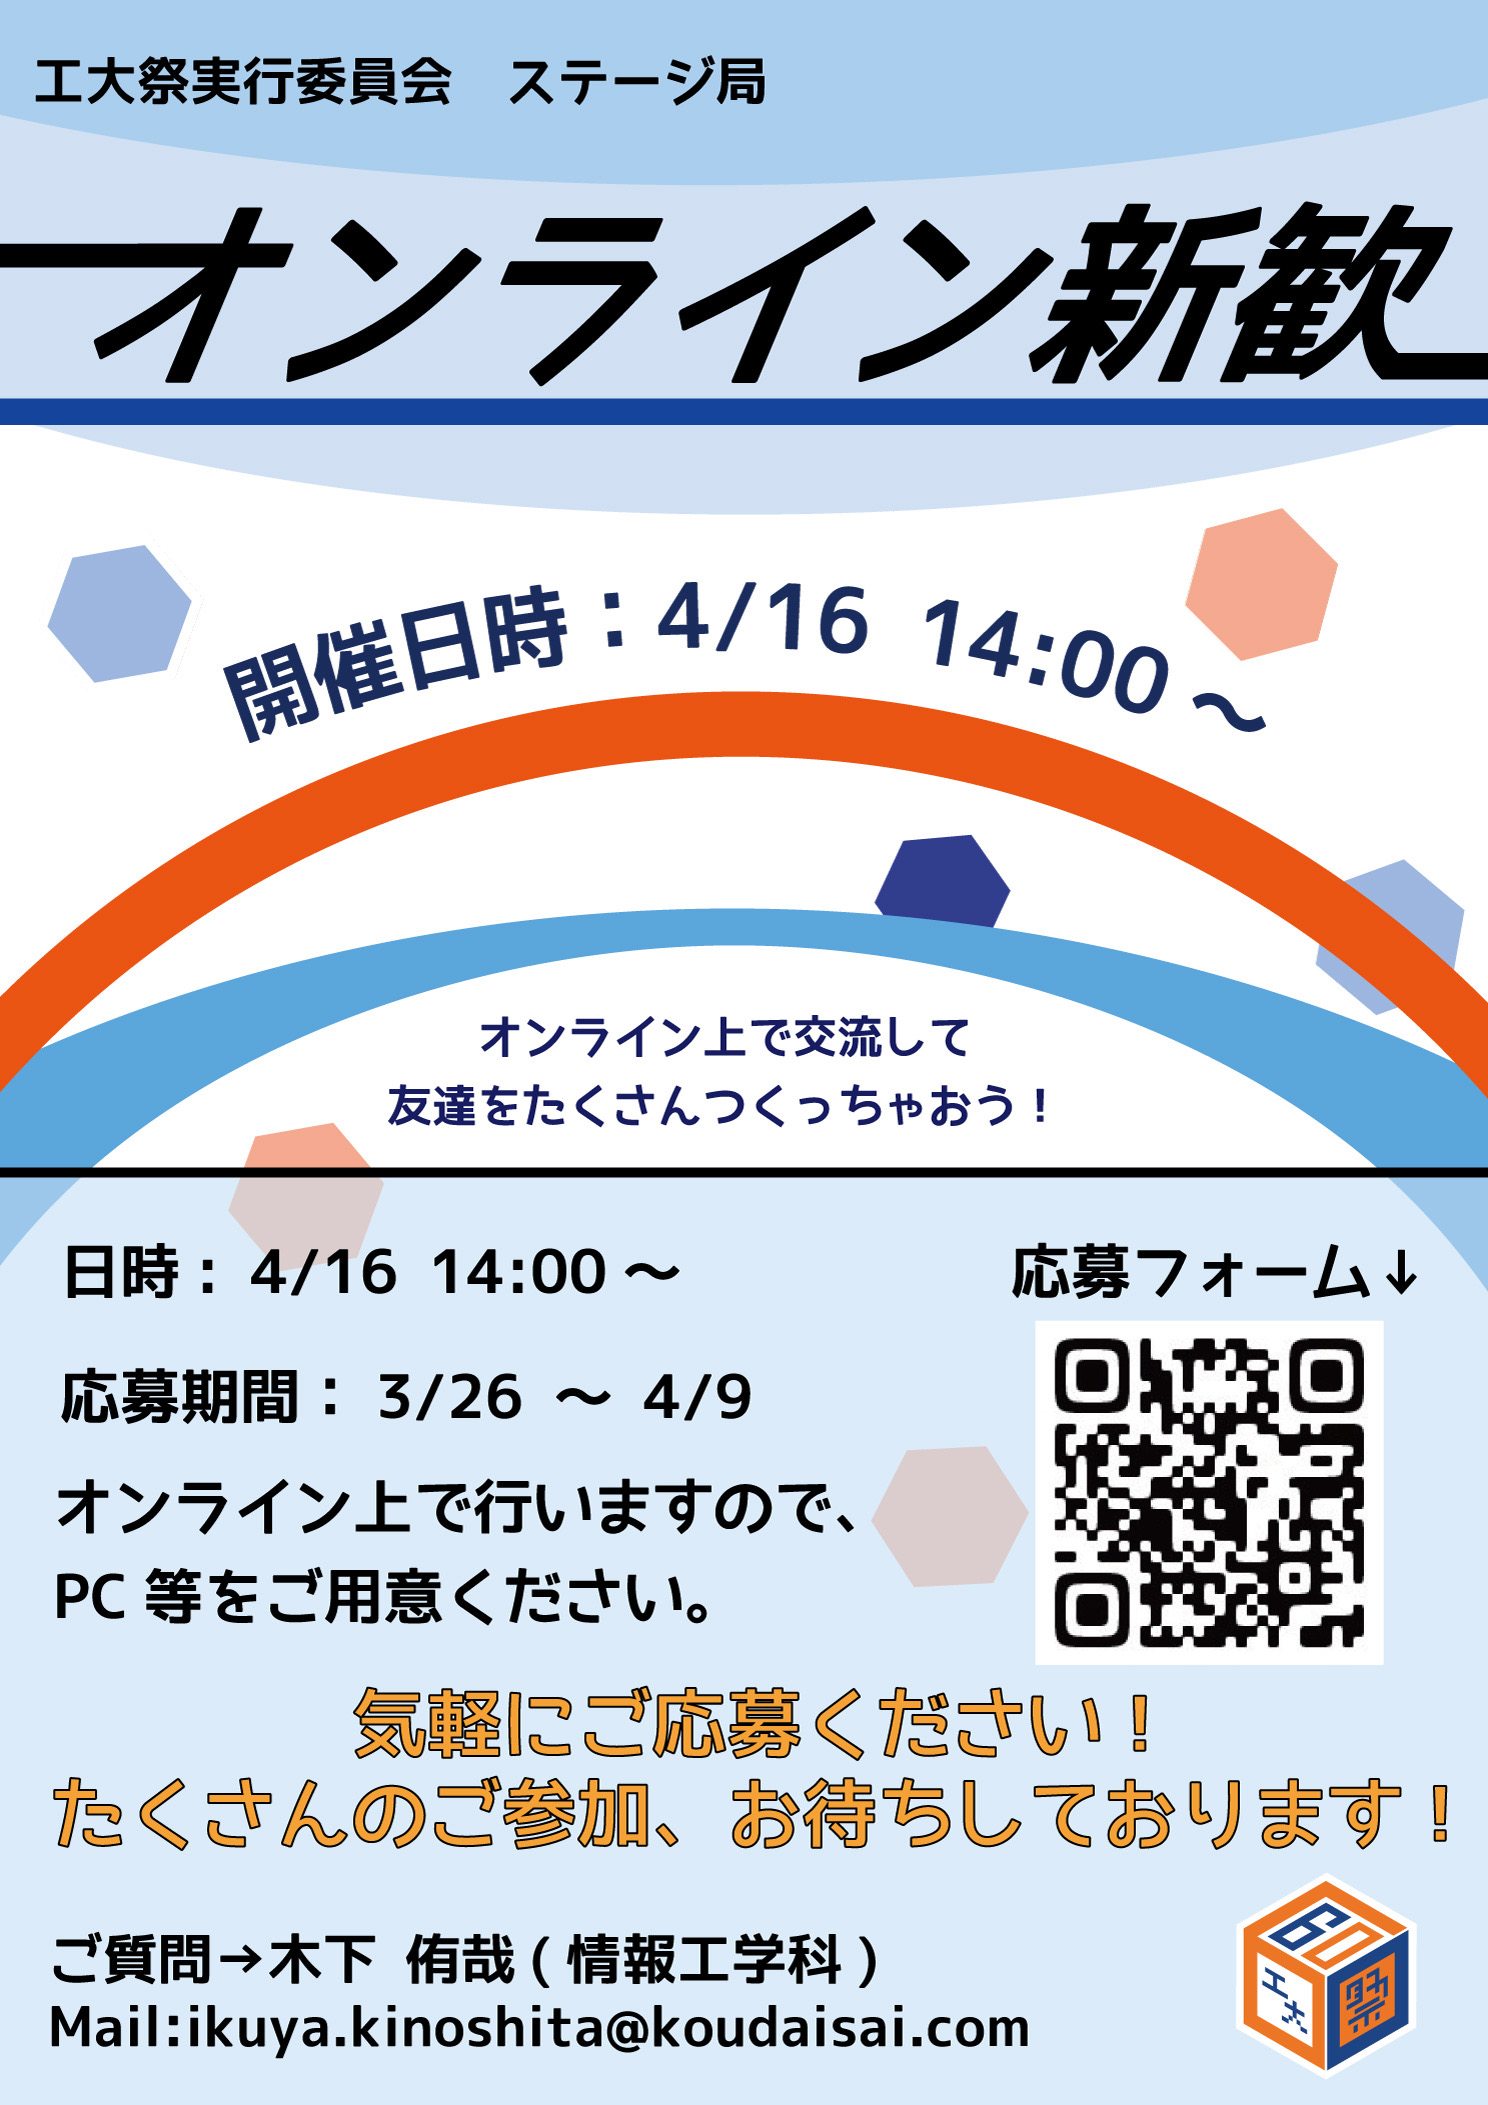 工大祭実行委員会　ステージ局
オンライン新歓
開催日時：4/16 14:00～
オンライン上で交流して
友達をたくさんつくっちゃおう！
日時：4/16 14:00～
応募フォーム↓
応募期間：3/26 ～ 4/9
オンライン上で行いますので、
PC 等をご用意ください。
気軽にご応募ください！
たくさんのご参加、お待ちしております！
ご質問→木下 侑哉 ( 情報工学科 )
Mail:ikuya.kinoshita@koudaisai.com
60
工大
祭